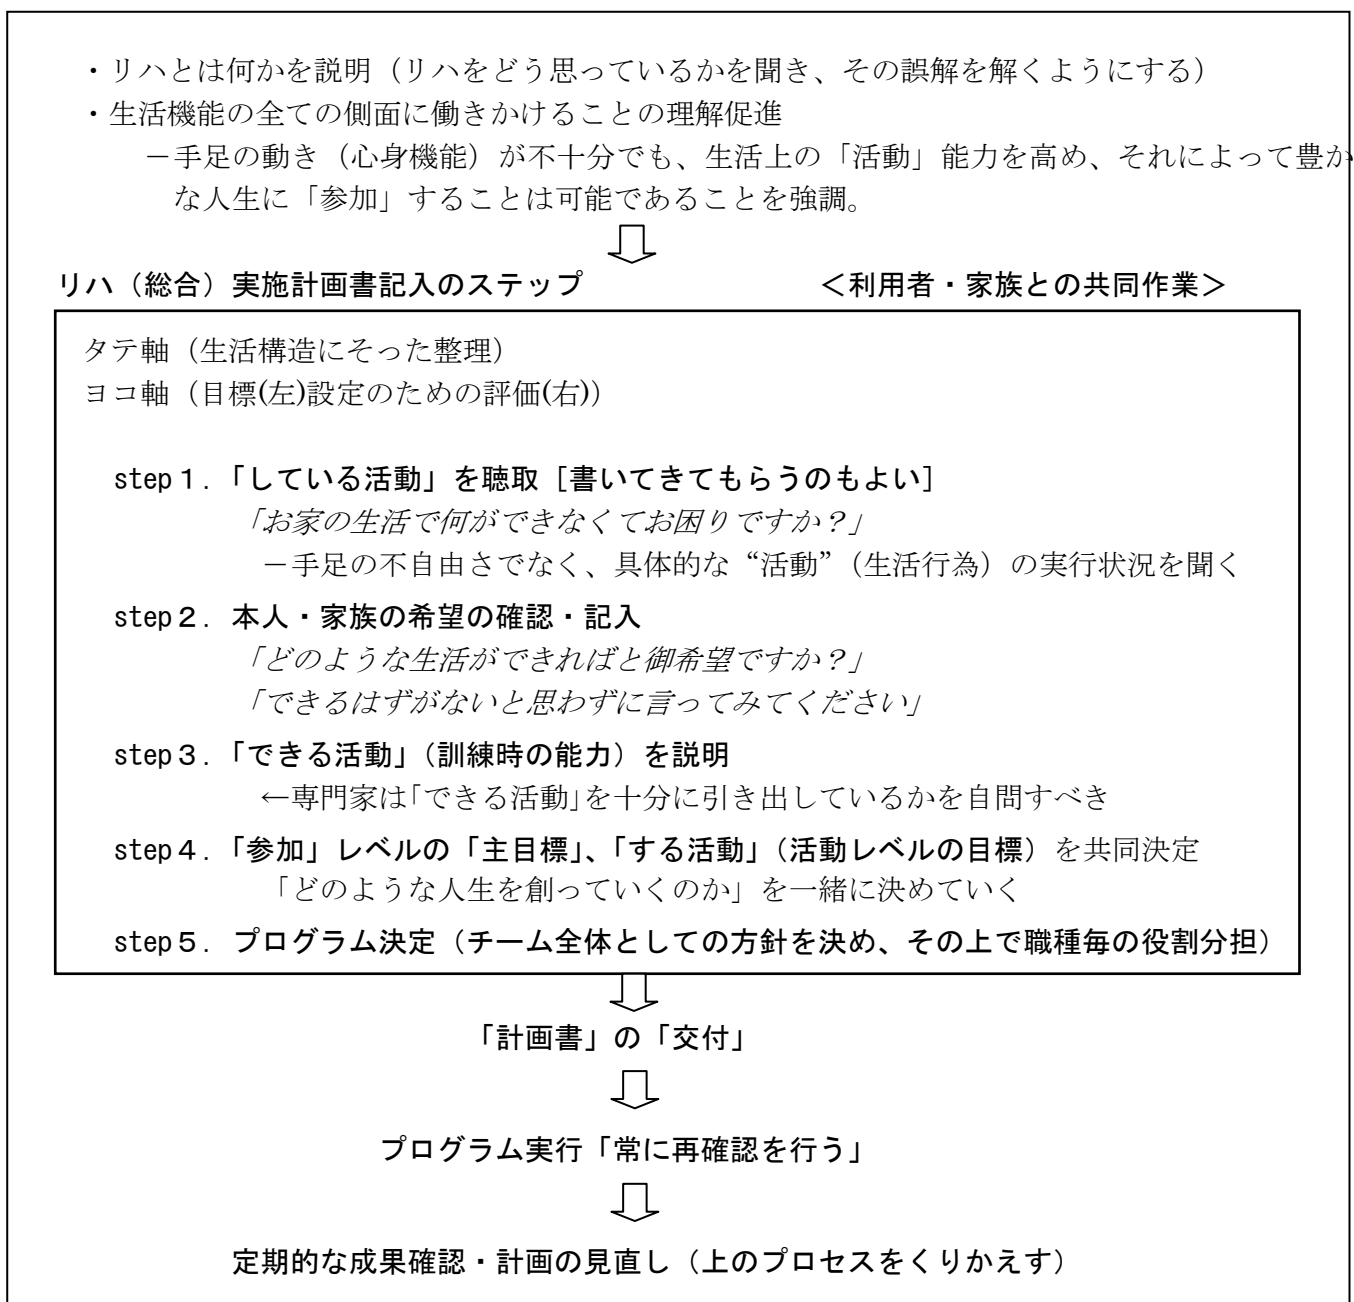 ・リハとは何かを説明（リハをどう思っているかを聞き、その誤解を解くようにする）
・生活機能の全ての側面に働きかけることの理解促進
－手足の動き（心身機能）が不十分でも、生活上の「活動」能力を高め、それによって豊か
な人生に「参加」することは可能であることを強調。
リハ（総合）実施計画書記入のステップ　＜利用者・家族との共同作業＞
タテ軸（生活構造にそった整理）
ヨコ軸（目標(左)設定のための評価(右)）
step１．「している活動」を聴取［書いてきてもらうのもよい］
「お家の生活で何ができなくてお困りですか？」
－手足の不自由さでなく、具体的な“活動”（生活行為）の実行状況を聞く
step２．本人・家族の希望の確認・記入
「どのような生活ができればと御希望ですか？」
「できるはずがないと思わずに言ってみてください」
step３．「できる活動」（訓練時の能力）を説明
←専門家は「できる活動」を十分に引き出しているかを自問すべき
step４．「参加」レベルの「主目標」、「する活動」（活動レベルの目標）を共同決定
「どのような人生を創っていくのか」を一緒に決めていく
step５．プログラム決定（チーム全体としての方針を決め、その上で職種毎の役割分担）
「計画書」の「交付」
プログラム実行「常に再確認を行う」
定期的な成果確認・計画の見直し（上のプロセスをくりかえす）